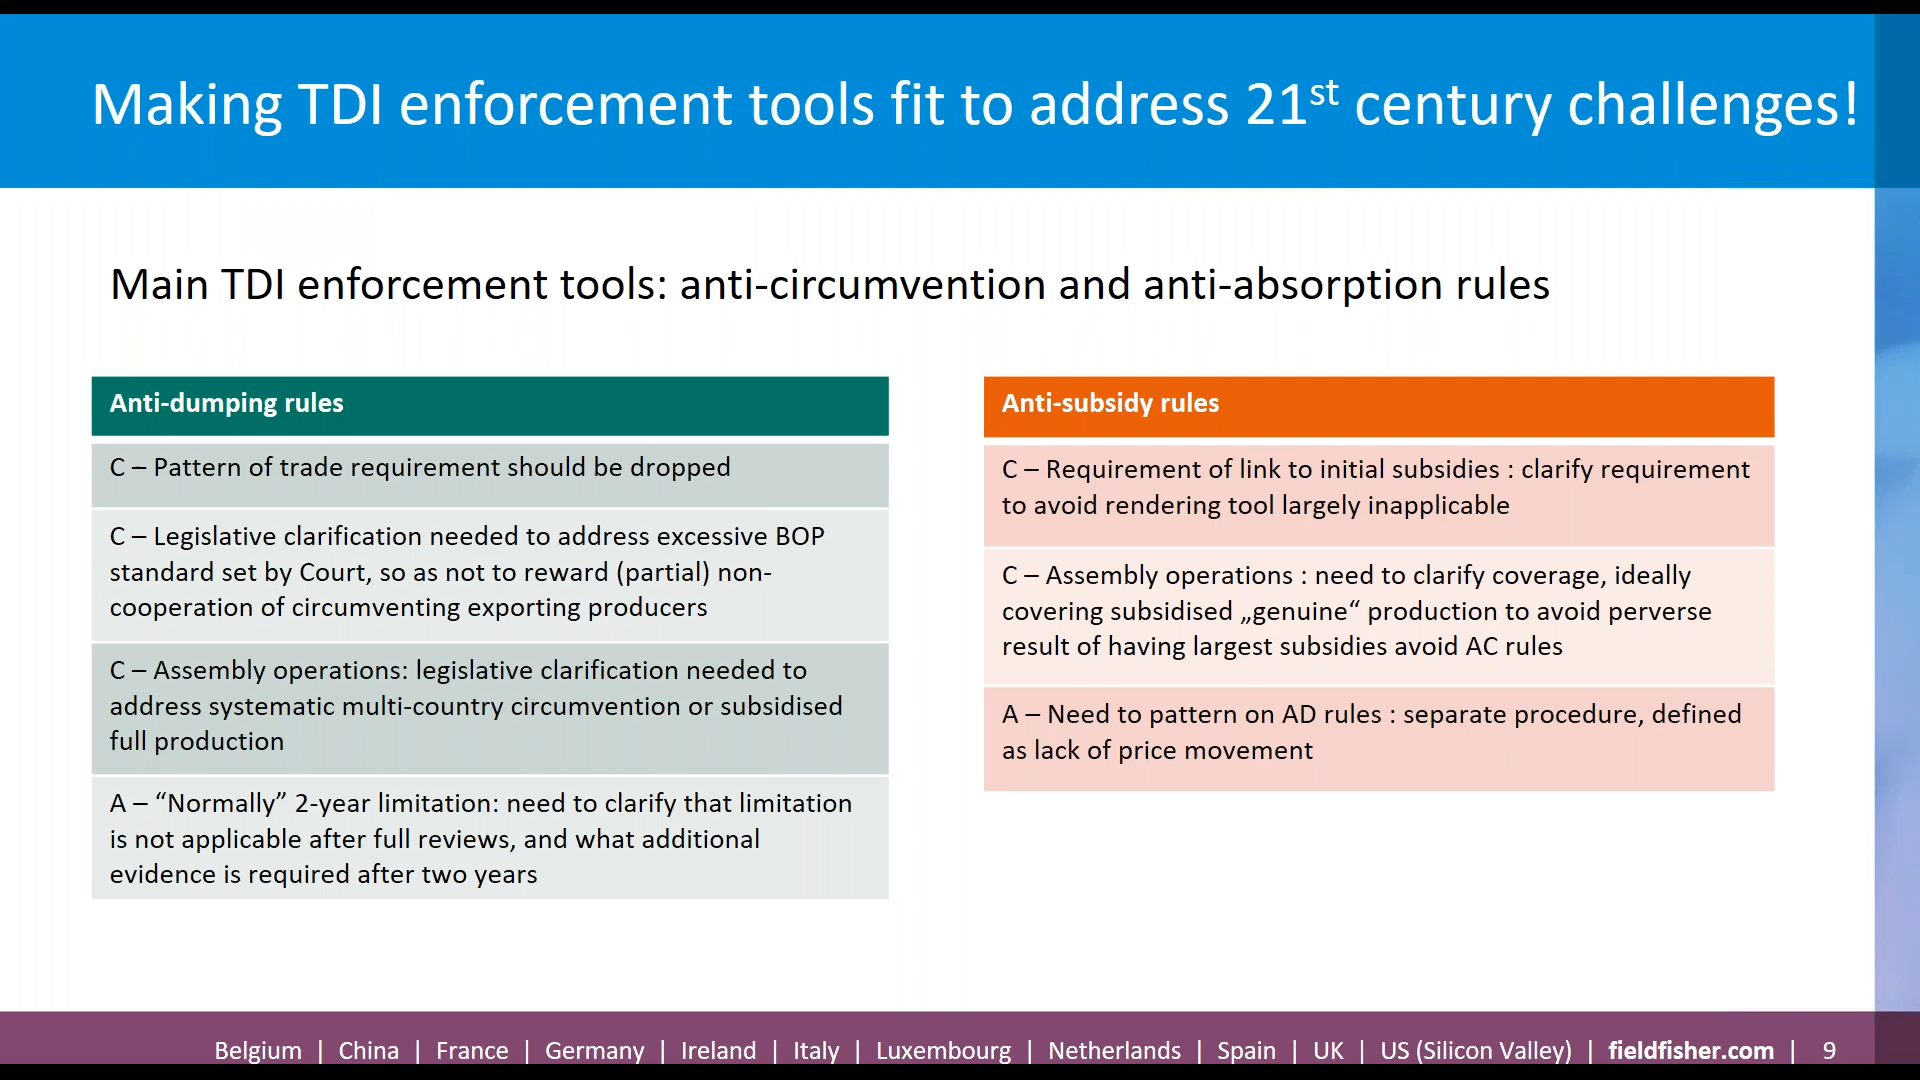 Making TDI enforcement tools fit to address 21st century challenges!
Main TDI enforcement tools: anti-circumvention and anti-absorption rules
Anti-dumping rules
C – Pattern of trade requirement should be dropped
C – Legislative clarification needed to address excessive BOP
standard set by Court, so as not to reward (partial) non-
cooperation of circumventing exporting producers
C – Assembly operations: legislative clarification needed to
address systematic multi-country circumvention or subsidised
full production
A – “Normally” 2-year limitation: need to clarify that limitation
is not applicable after full reviews, and what additional
evidence is required after two years
Anti-subsidy rules
C – Requirement of link to initial subsidies : clarify requirement
to avoid rendering tool largely inapplicable
C – Assembly operations : need to clarify coverage, ideally
covering subsidised „genuine“ production to avoid perverse
result of having largest subsidies avoid AC rules
A – Need to pattern on AD rules : separate procedure, defined
as lack of price movement
Belgium | China | France | Germany | Ireland | Italy | Luxembourg | Netherlands | Spain | UK | US (Silicon Valley) | fieldfisher.com | 9